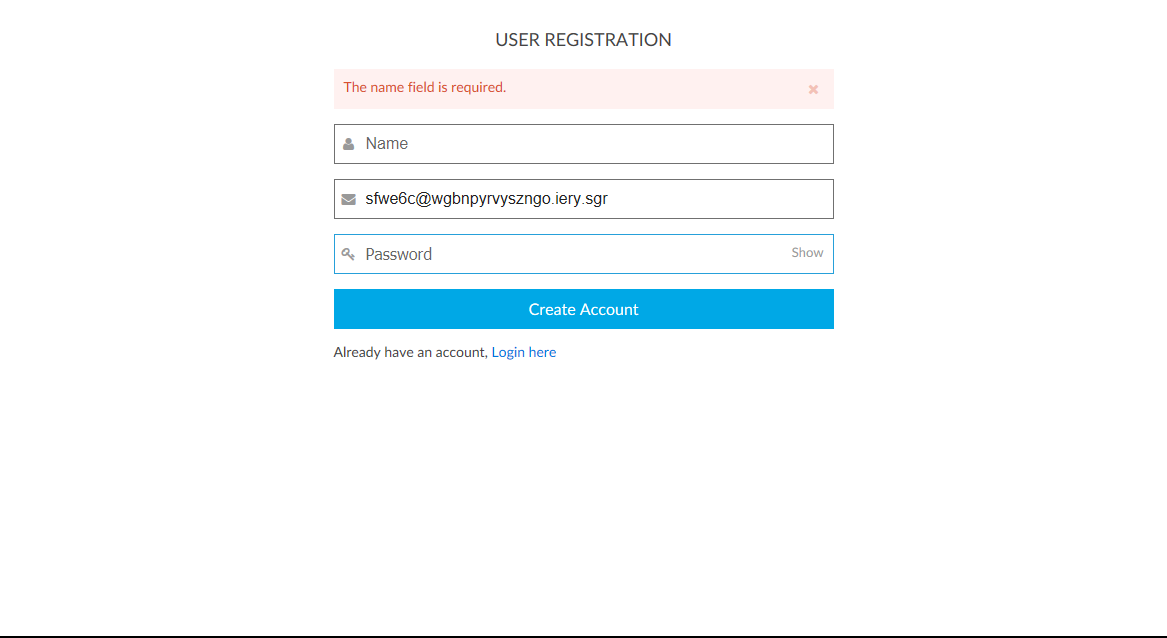 USER REGISTRATION
The name field is required.
Name
sfwe6c@wgbnpyrvyszngo.iery.sgr
Password Show
Create Account
Already have an account, Login here